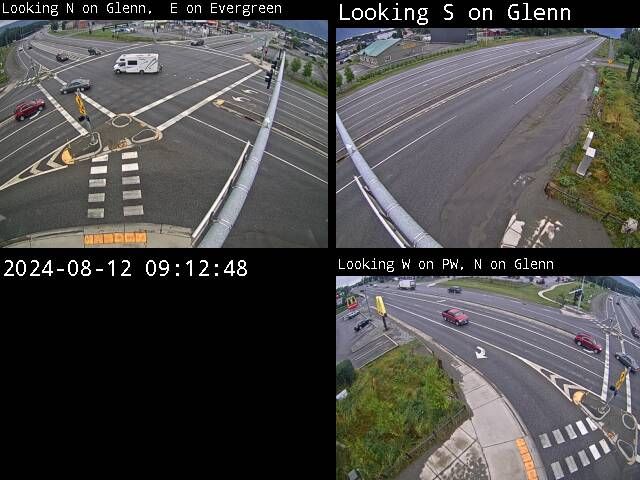 Looking N on Glenn, E on Evergreen
Looking S on Glenn
2024-08-12 09:12:48
Looking W on PW, N on Glenn